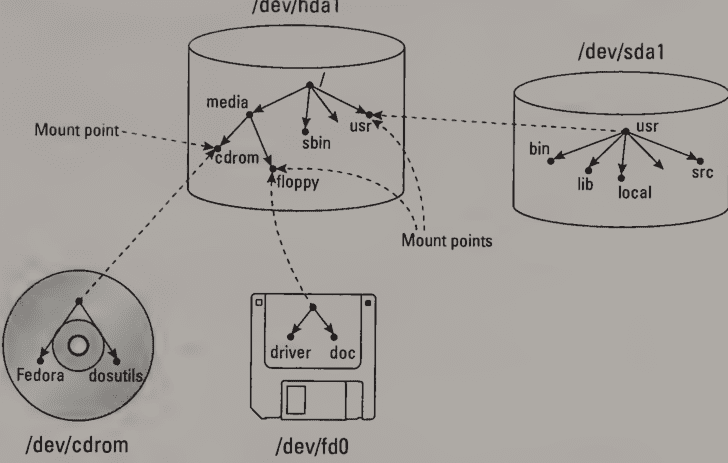 /dev/hda1
/dev/sda1
/
media
usr
sbin
Mount point
cdrom
floppy
usr
bin
lib
local
src
Mount points
driver
doc
Fedora
dosutils
/dev/cdrom
/dev/fd0